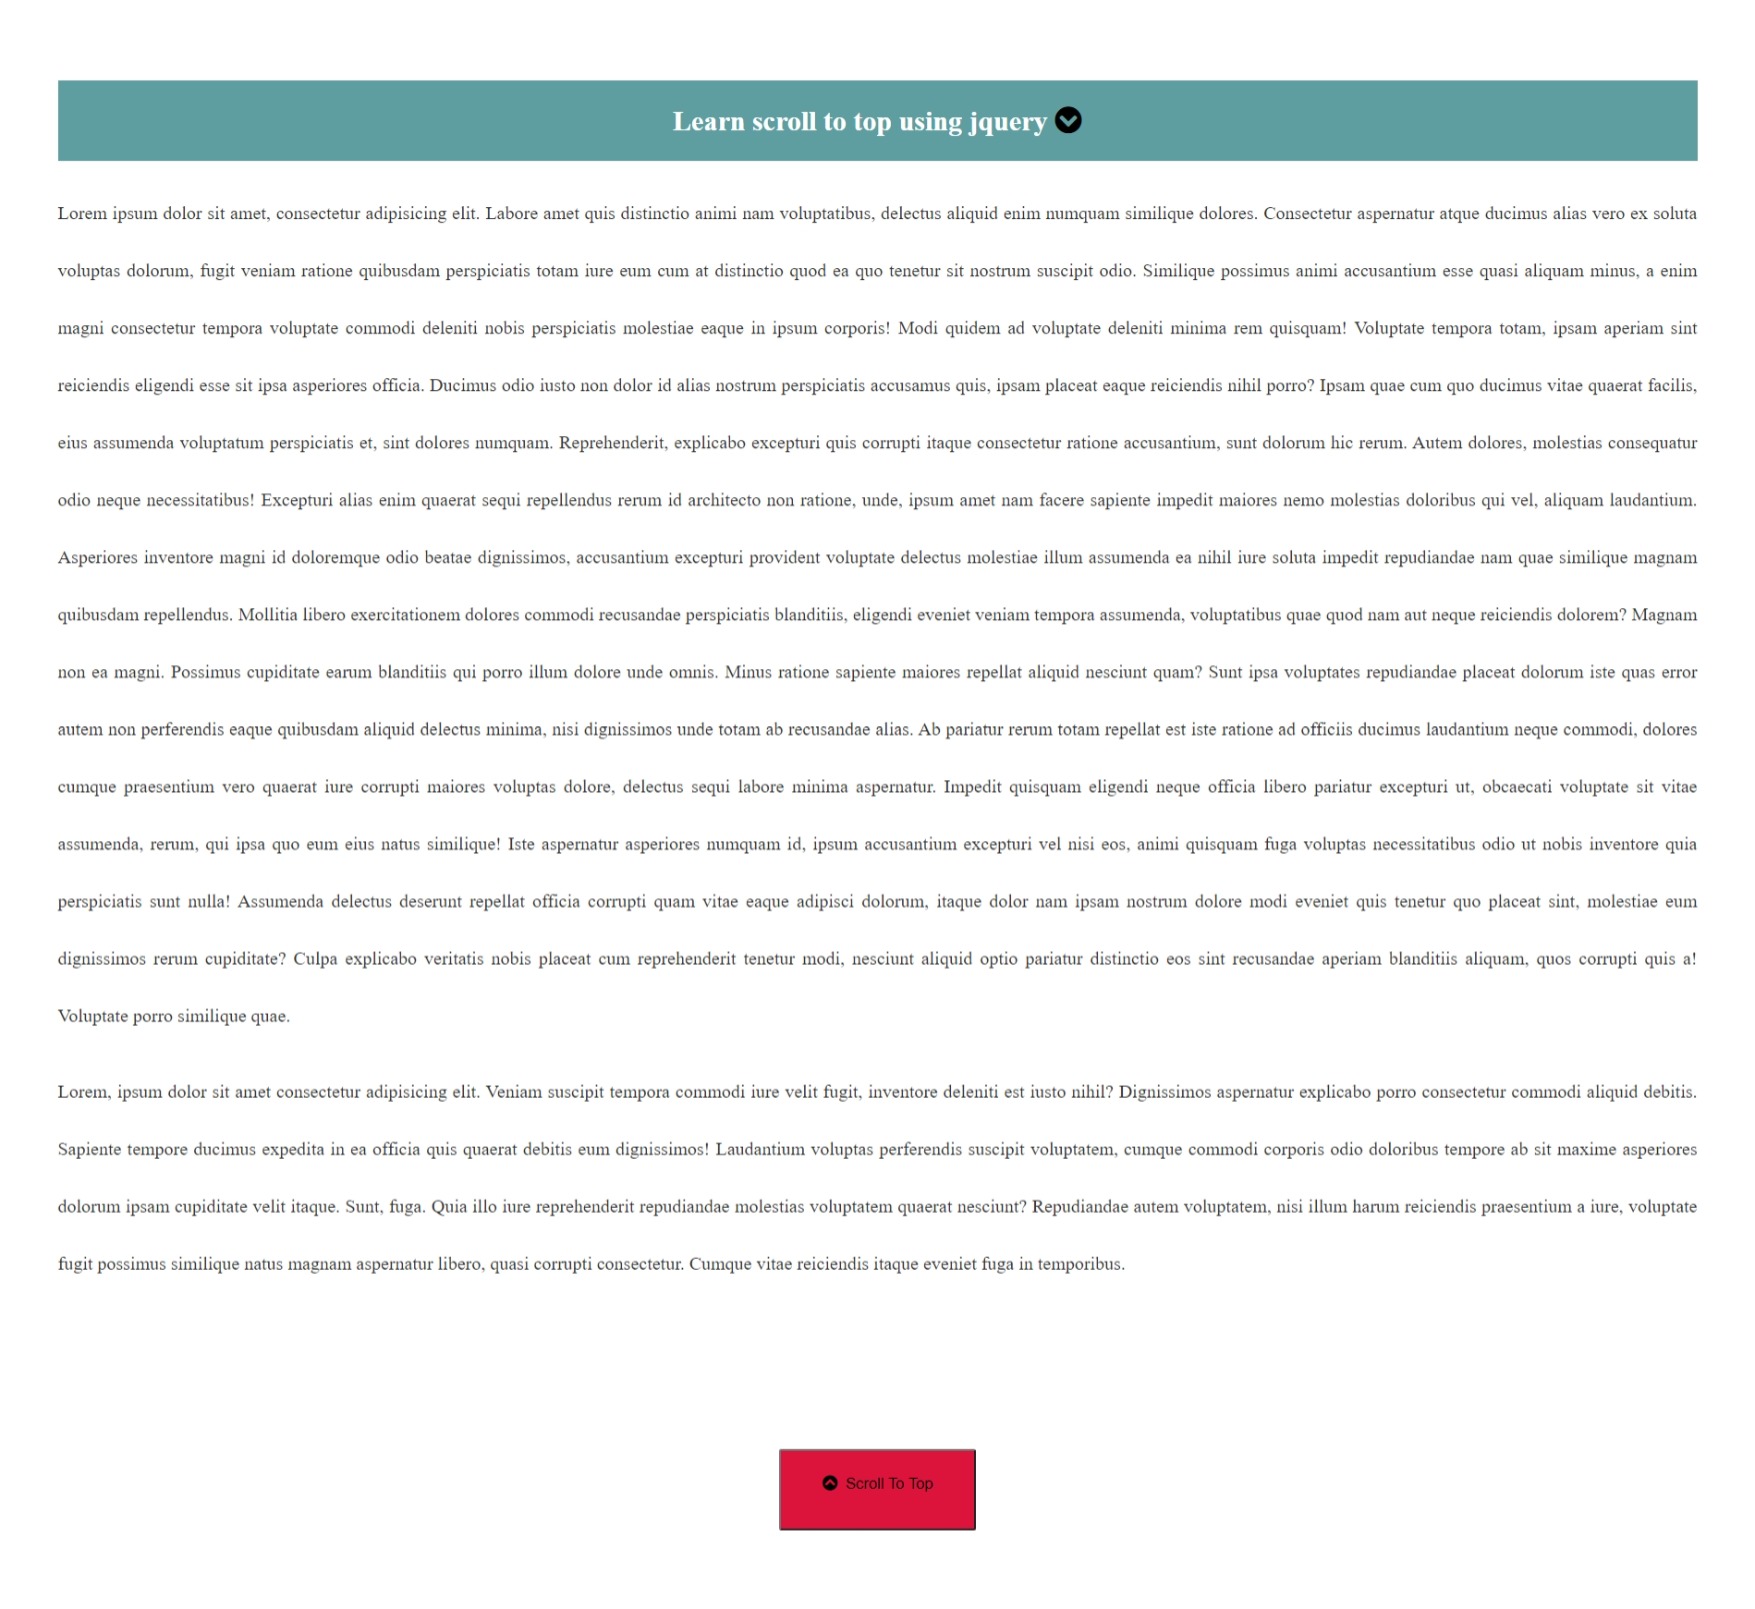 Learn scroll to top using jquery
Lorem ipsum dolor sit amet, consectetur adipisicing elit. Labore amet quis distinctio animi nam voluptatibus, delectus aliquid enim numquam similique dolores. Consectetur aspernatur atque ducimus alias vero ex soluta
voluptas dolorum, fugit veniam ratione quibusdam perspiciatis totam iure eum cum at distinctio quod ea quo tenetur sit nostrum suscipit odio. Similique possimus animi accusantium esse quasi aliquam minus, a enim
magni consectetur tempora voluptate commodi deleniti nobis perspiciatis molestiae eaque in ipsum corporis! Modi quidem ad voluptate deleniti minima rem quisquam! Voluptate tempora totam, ipsam aperiam sint
reiciendis eligendi esse sit ipsa asperiores officia. Ducimus odio iusto non dolor id alias nostrum perspiciatis accusamus quis, ipsam placeat eaque reiciendis nihil porro? Ipsam quae cum quo ducimus vitae quaerat facilis,
eius assumenda voluptatum perspiciatis et, sint dolores numquam. Reprehenderit, explicabo excepturi quis corrupti itaque consectetur ratione accusantium, sunt dolorum hic rerum. Autem dolores, molestias consequatur
odio neque necessitatibus! Excepturi alias enim quaerat sequi repellendus rerum id architecto non ratione, unde, ipsum amet nam facere sapiente impedit maiores nemo molestias doloribus qui vel, aliquam laudantium.
Asperiores inventore magni id doloremque odio beatae dignissimos, accusantium excepturi provident voluptate delectus molestiae illum assumenda ea nihil iure soluta impedit repudiandae nam quae similique magnam
quibusdam repellendus. Mollitia libero exercitationem dolores commodi recusandae perspiciatis blanditiis, eligendi eveniet veniam tempora assumenda, voluptatibus quae quod nam aut neque reiciendis dolorem? Magnam
non ea magni. Possimus cupiditate earum blanditiis qui porro illum dolore unde omnis. Minus ratione sapiente maiores repellat aliquid nesciunt quam? Sunt ipsa voluptates repudiandae placeat dolorum iste quas error
autem non perferendis eaque quibusdam aliquid delectus minima, nisi dignissimos unde totam ab recusandae alias. Ab pariatur rerum totam repellat est iste ratione ad officiis ducimus laudantium neque commodi, dolores
cumque praesentium vero quaerat iure corrupti maiores voluptas dolore, delectus sequi labore minima aspernatur. Impedit quisquam eligendi neque officia libero pariatur excepturi ut, obcaecati voluptate sit vitae
assumenda, rerum, qui ipsa quo eum eius natus similique! Iste aspernatur asperiores numquam id, ipsum accusantium excepturi vel nisi eos, animi quisquam fuga voluptas necessitatibus odio ut nobis inventore quia
perspiciatis sunt nulla! Assumenda delectus deserunt repellat officia corrupti quam vitae eaque adipisci dolorum, itaque dolor nam ipsam nostrum dolore modi eveniet quis tenetur quo placeat sint, molestiae eum
dignissimos rerum cupiditate? Culpa explicabo veritatis nobis placeat cum reprehenderit tenetur modi, nesciunt aliquid optio pariatur distinctio eos sint recusandae aperiam blanditiis aliquam, quos corrupti quis a!
Voluptate porro similique quae.
Lorem, ipsum dolor sit amet consectetur adipisicing elit. Veniam suscipit tempora commodi iure velit fugit, inventore deleniti est iusto nihil? Dignissimos aspernatur explicabo porro consectetur commodi aliquid debitis.
Sapiente tempore ducimus expedita in ea officia quis quaerat debitis eum dignissimos! Laudantium voluptas perferendis suscipit voluptatem, cumque commodi corporis odio doloribus tempore ab sit maxime asperiores
dolorum ipsam cupiditate velit itaque. Sunt, fuga. Quia illo iure reprehenderit repudiandae molestias voluptatem quaerat nesciunt? Repudiandae autem voluptatem, nisi illum harum reiciendis praesentium a iure, voluptate
fugit possimus similique natus magnam aspernatur libero, quasi corrupti consectetur. Cumque vitae reiciendis itaque eveniet fuga in temporibus.
Scroll To Top